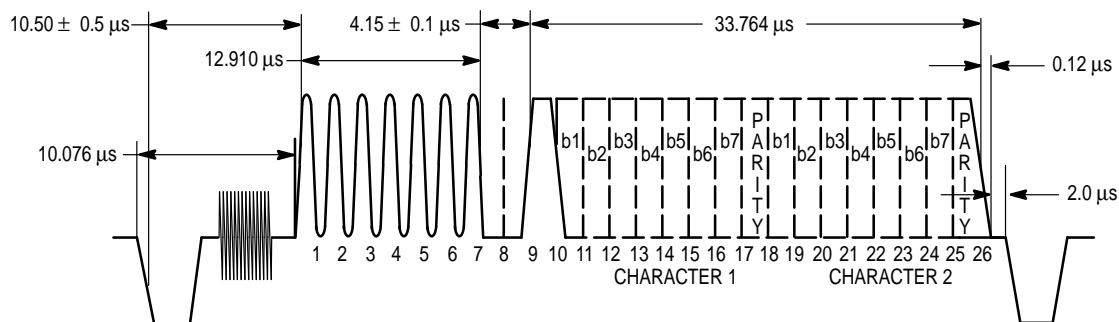 10.50 ± 0.5 μs
4.15 ± 0.1 μs
33.764 μs
12.910 μs
0.12 μs
10.076 μs
b1 b2 b3 b4 b5 b6 b7 PARITY b1 b2 b3 b4 b5 b6 b7 PARITY
2.0 μs
1 2 3 4 5 6 7 8 9 10 11 12 13 14 15 16 17 18 19 20 21 22 23 24 25 26
CHARACTER 1 CHARACTER 2